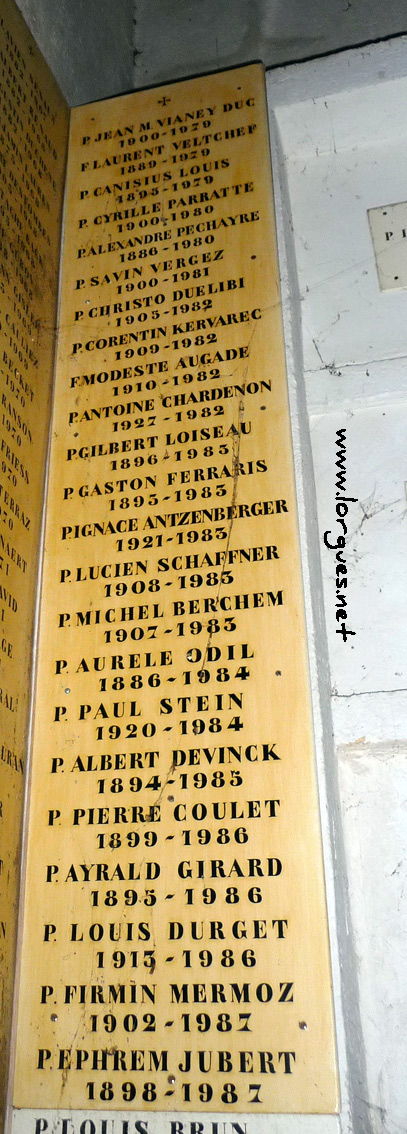 P. JEAN M. VIANEY DUC
1900-1979
F. LAURENT VELTCHEF
1889-1979
P. CANISIUS LOUIS
1895-1979
P. CYRILLE PARRATTE
1900-1980
P. ALEXANDRE PECHAYRE
1886-1980
P. SAVIN VERGEZ
1900-1981
P. CHRISTO DUELIBI
1905-1982
P. CORENTIN KERVAREC
1909-1982
F. MODESTE AUGADE
1910-1982
P. ANTOINE CHARDENON
1927-1982
P. GILBERT LOISEAU
1896-1983
P. GASTON FERRARIS
1893-1983
P. IGNACE ANTZENBERGER
1921-1983
P. LUCIEN SCHAFFNER
1908-1983
P. MICHEL BERCHEM
1907-1983
P. AURELE ODIL
1886-1984
P. PAUL STEIN
1920-1984
P. ALBERT DEVINCK
1894-1985
P. PIERRE COULET
1899-1986
P. AYRALD GIRARD
1895-1986
P. LOUIS DURGET
1913-1986
P. FIRMIN MERMOZ
1902-1987
P. EPHREM JUBERT
1898-1987
P. LOUIS BRUN
www.lorgues.net